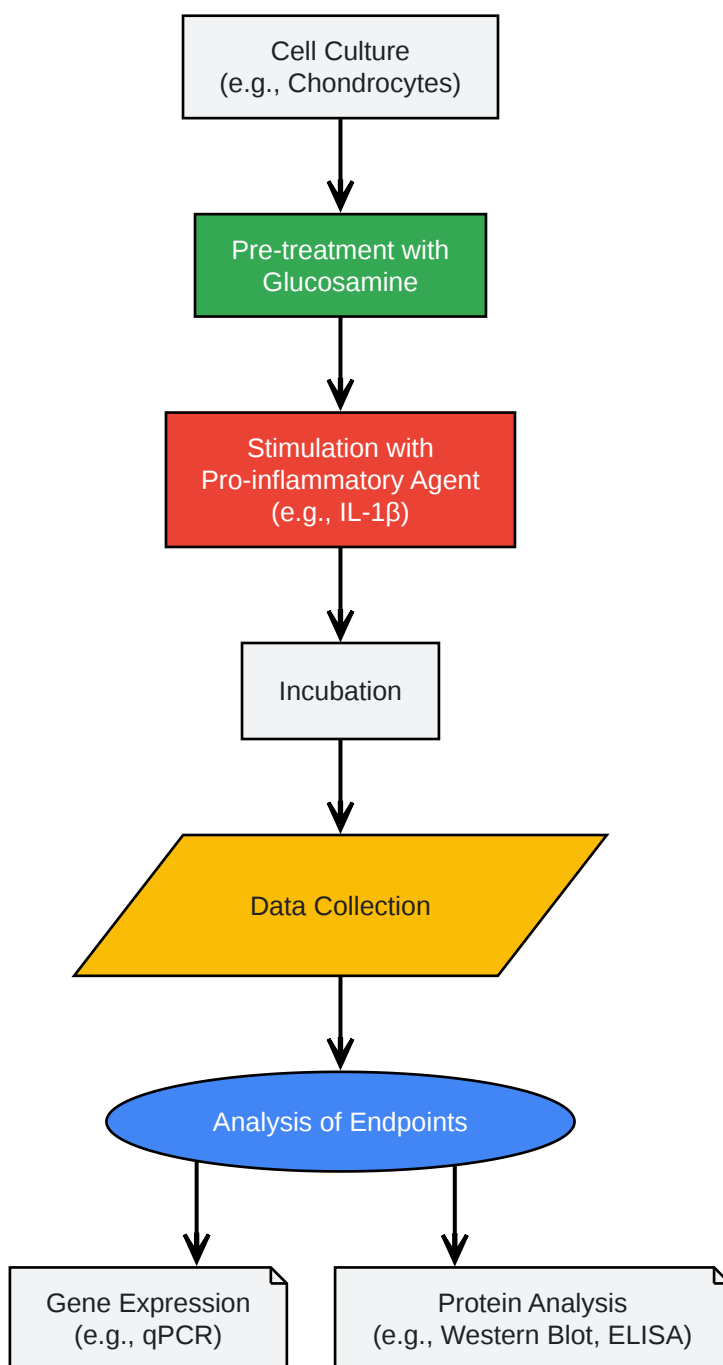 Cell Culture
(e.g., Chondrocytes)
Pre-treatment with
Glucosamine
Stimulation with
Pro-inflammatory Agent
(e.g., IL-1β)
Incubation
Data Collection
Analysis of Endpoints
Gene Expression
(e.g., qPCR)
Protein Analysis
(e.g., Western Blot, ELISA)